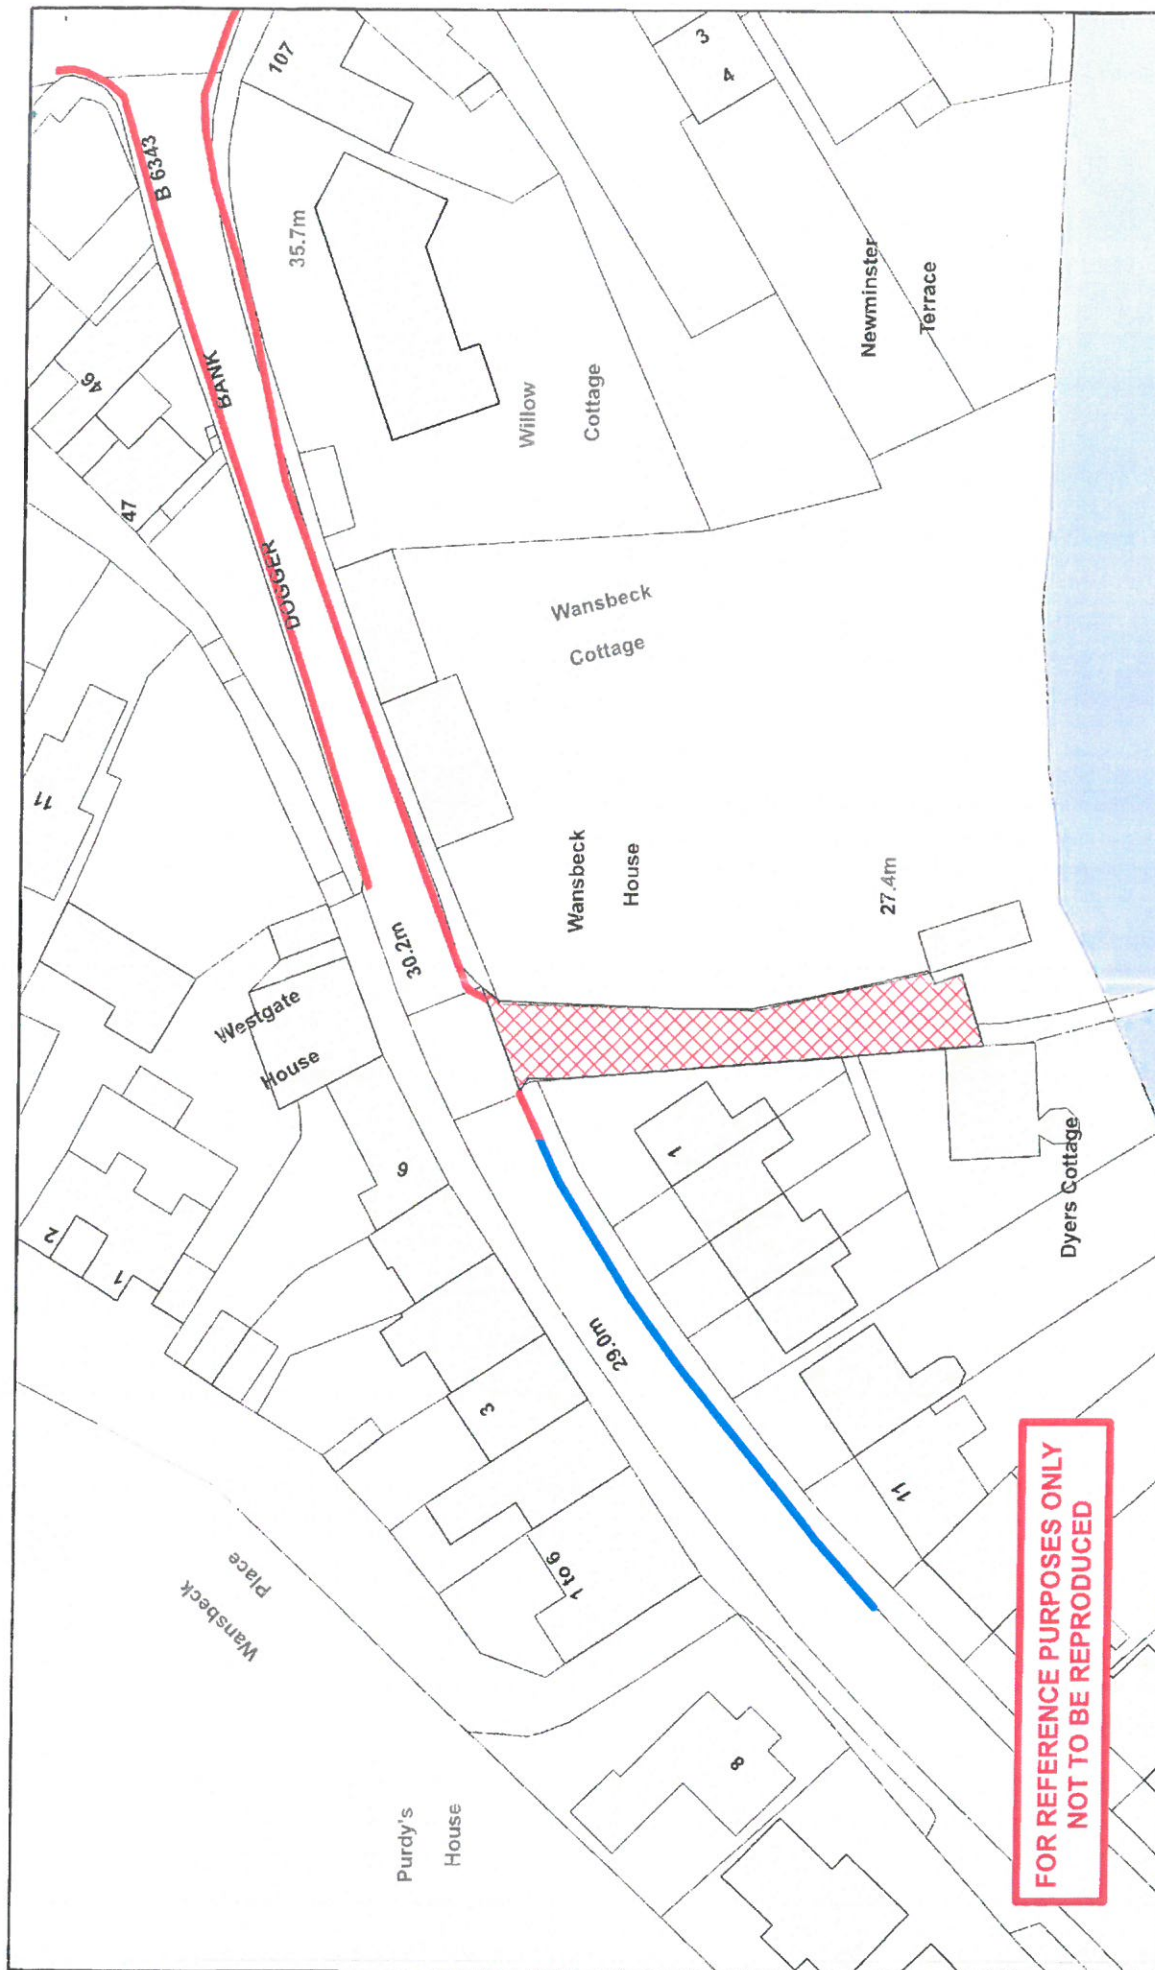 107
3
4
B 6343
35.7m
46
BANK
47
Willow
Cottage
Newminster
Terrace
DOGGER
Wansbeck
Cottage
11
Wansbeck
House
27.4m
30.2m
Westgate
House
6
1
2
1
Dyers Cottage
29.0m
3
11
1 to 6
Wansbeck
Place
8
Purdy's
House
FOR REFERENCE PURPOSES ONLY
NOT TO BE REPRODUCED